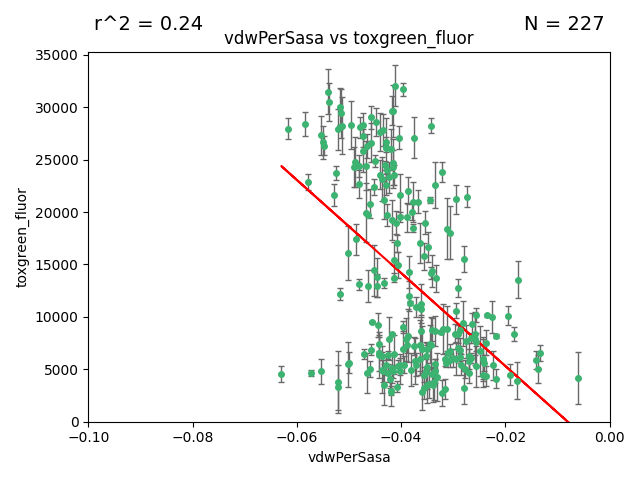 r^2 = 0.24
N = 227
vdwPerSasa vs toxgreen_fluor
toxgreen_fluor
35000
30000
25000
20000
15000
10000
5000
0
−0.10
−0.08
−0.06
−0.04
−0.02
0.00
vdwPerSasa